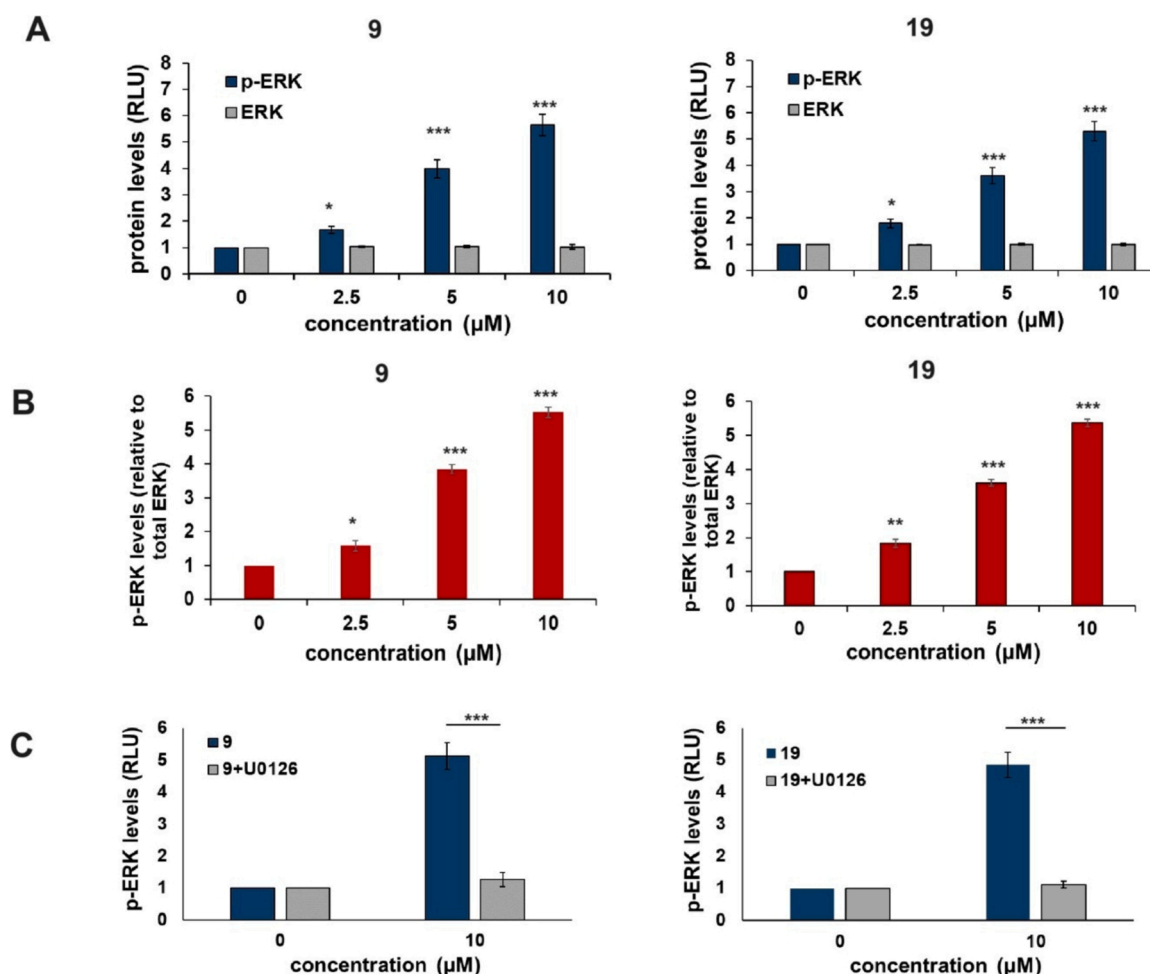 A
9
protein levels (RLU)
8
7
6
5
4
3
2
1
0
p-ERK
ERK
*
***
***
0 2.5 5 10
concentration (µM)
19
protein levels (RLU)
8
7
6
5
4
3
2
1
0
p-ERK
ERK
*
***
***
0 2.5 5 10
concentration (µM)
B
9
p-ERK levels (relative to
total ERK)
6
5
4
3
2
1
0
*
***
***
0 2.5 5 10
concentration (µM)
19
p-ERK levels (relative to
total ERK)
6
5
4
3
2
1
0
**
***
***
0 2.5 5 10
concentration (µM)
C
p-ERK levels (RLU)
6
5
4
3
2
1
0
9
9+U0126
***
0 10
concentration (µM)
p-ERK levels (RLU)
6
5
4
3
2
1
0
19
19+U0126
***
0 10
concentration (µM)